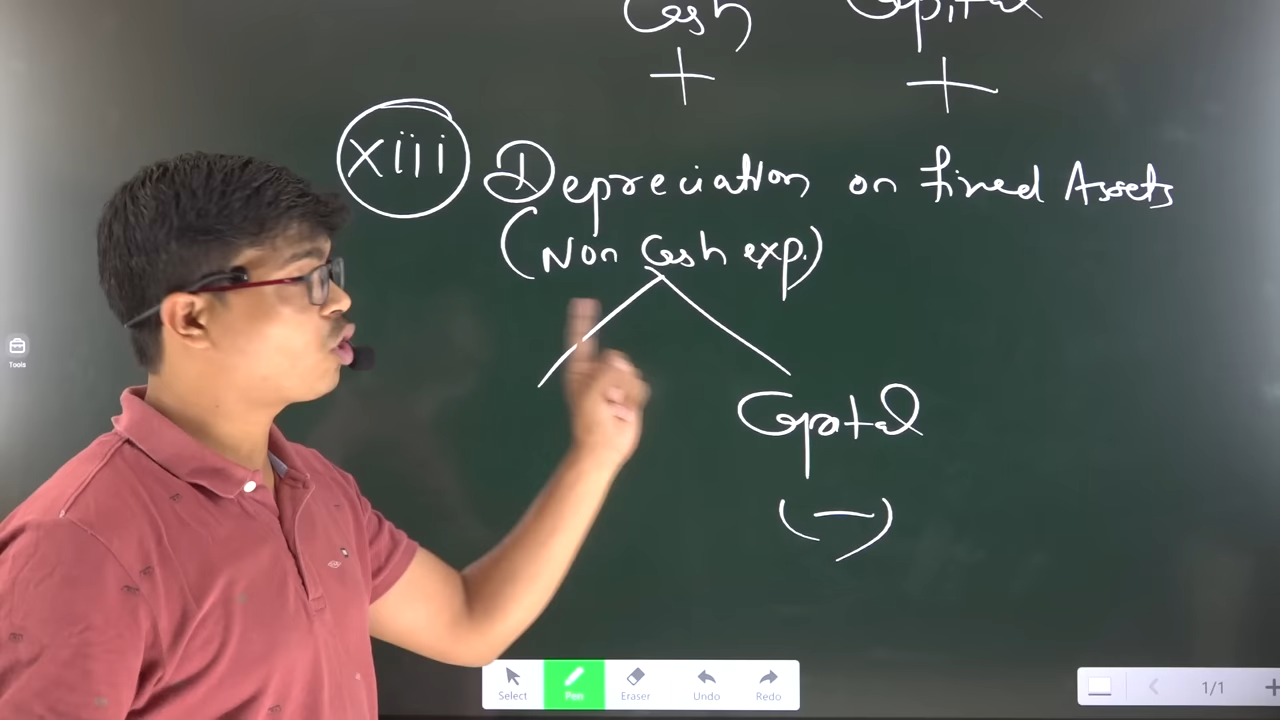 Cash Capital
+ +
xiii Depreciation on fixed Assets
(Non Cash exp.)
Capital
(-)
Tools
Select Pen Eraser Undo Redo
1/1 +